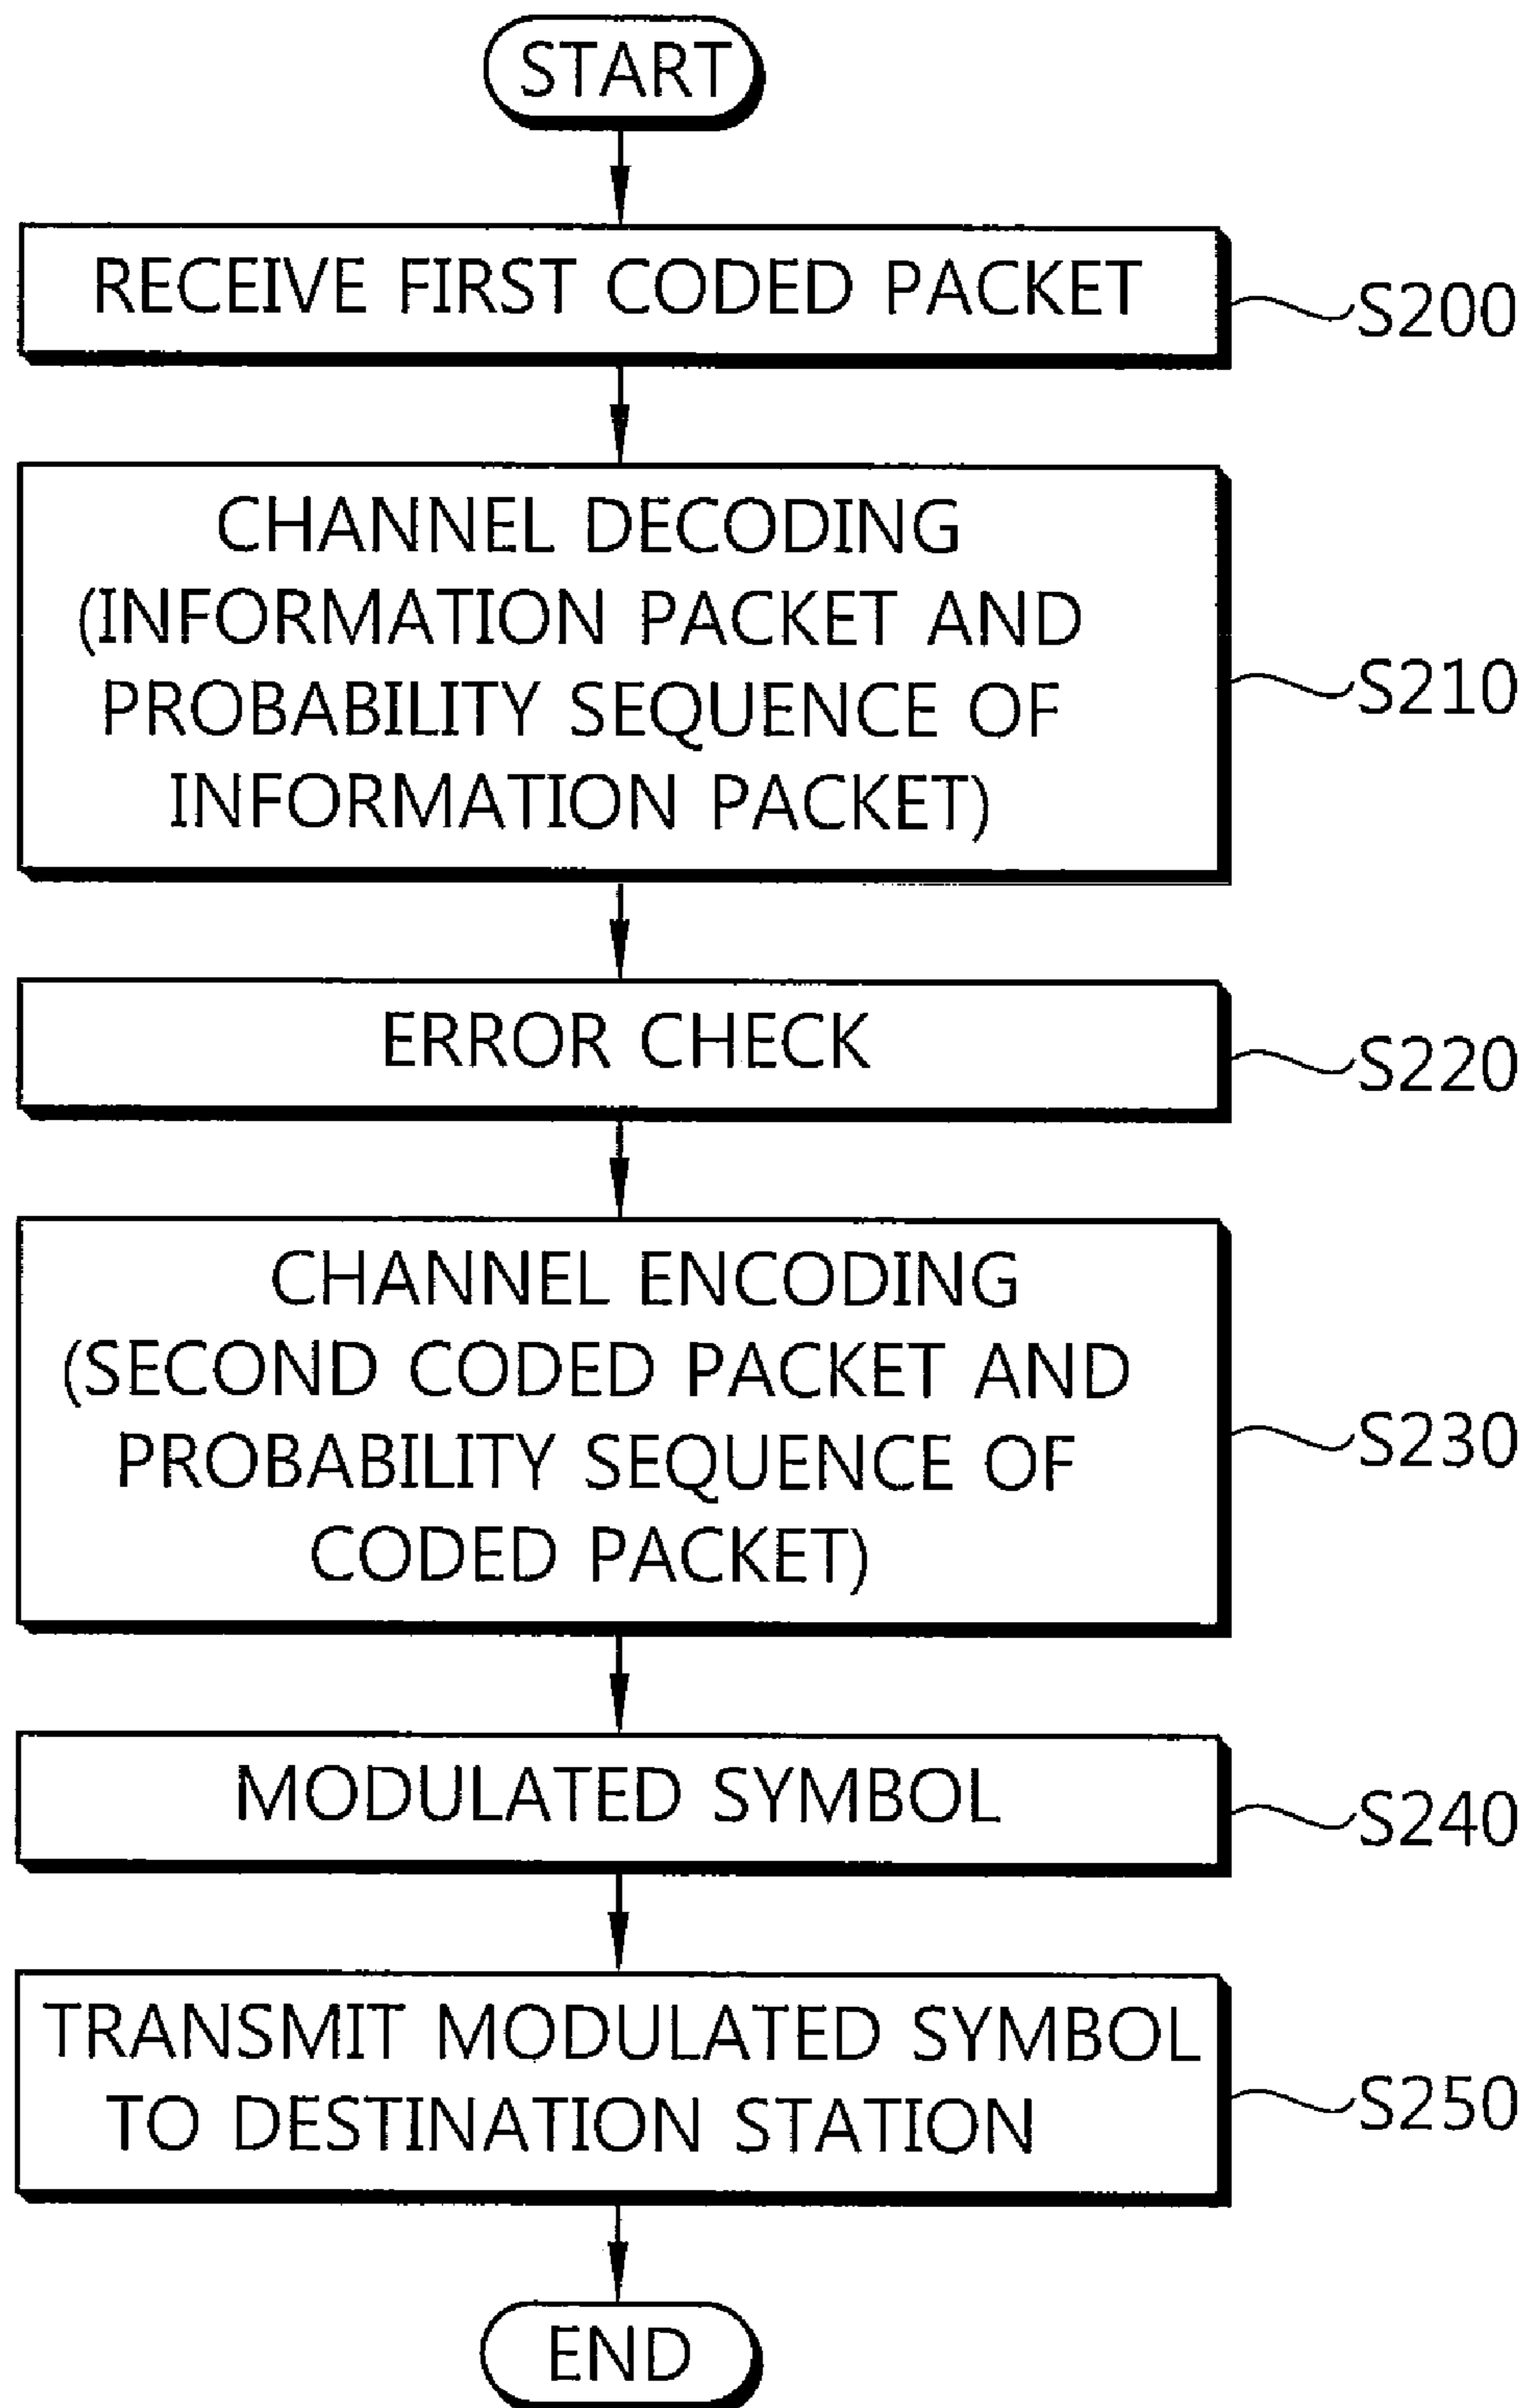 START
RECEIVE FIRST CODED PACKET
S200
CHANNEL DECODING
(INFORMATION PACKET AND
PROBABILITY SEQUENCE OF
INFORMATION PACKET)
S210
ERROR CHECK
S220
CHANNEL ENCODING
(SECOND CODED PACKET AND
PROBABILITY SEQUENCE OF
CODED PACKET)
S230
MODULATED SYMBOL
S240
TRANSMIT MODULATED SYMBOL
TO DESTINATION STATION
S250
END